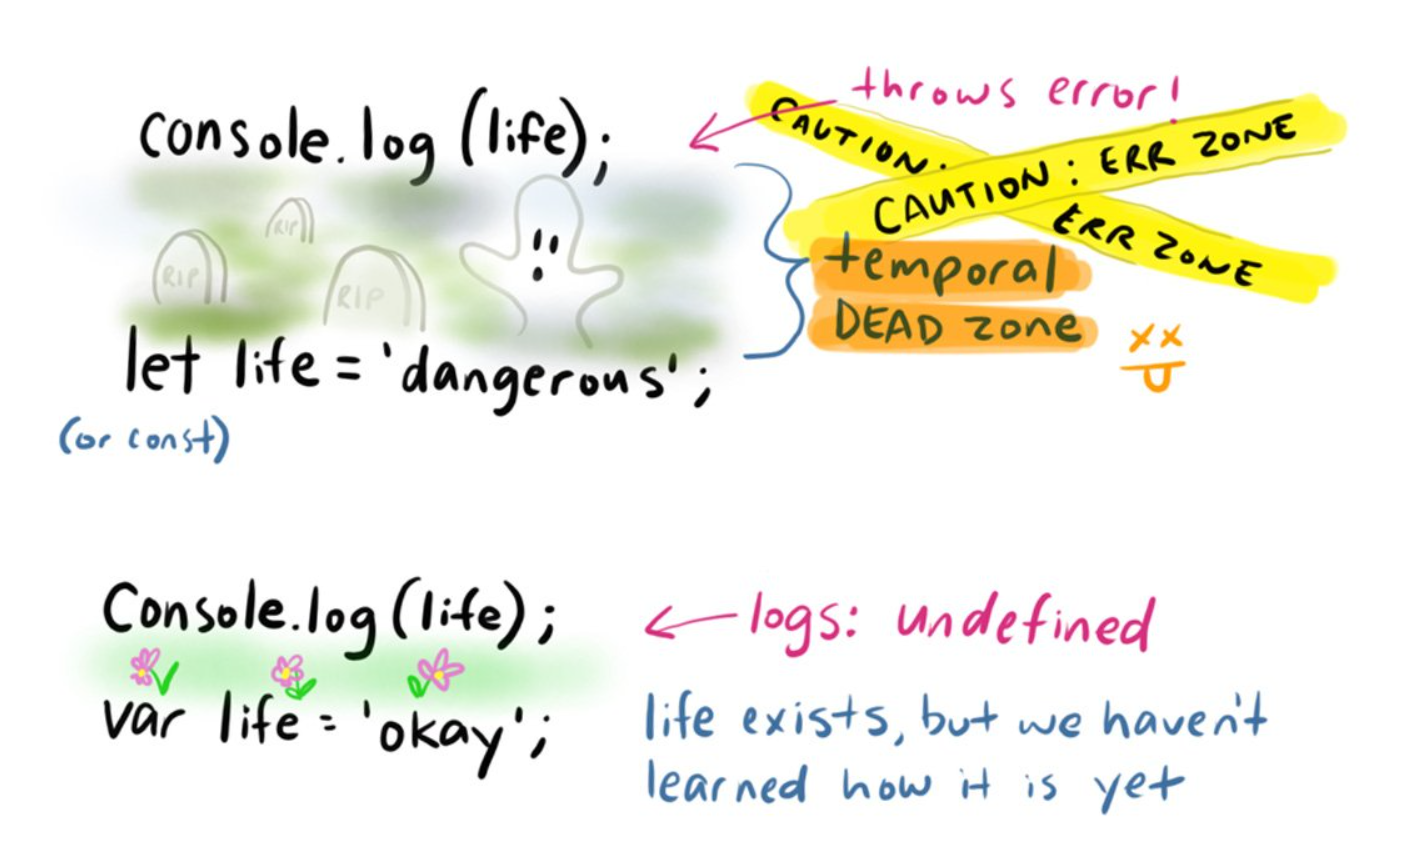 throws error!
console.log (life);
CAUTION:
ERR ZONE
CAUTION: ERR ZONE
RIP
RIP
RIP
temporal
DEAD zone
let life = 'dangerous';
(or const)
Console.log (life);
logs: undefined
var life = 'okay';
life exists, but we haven't
learned how it is yet